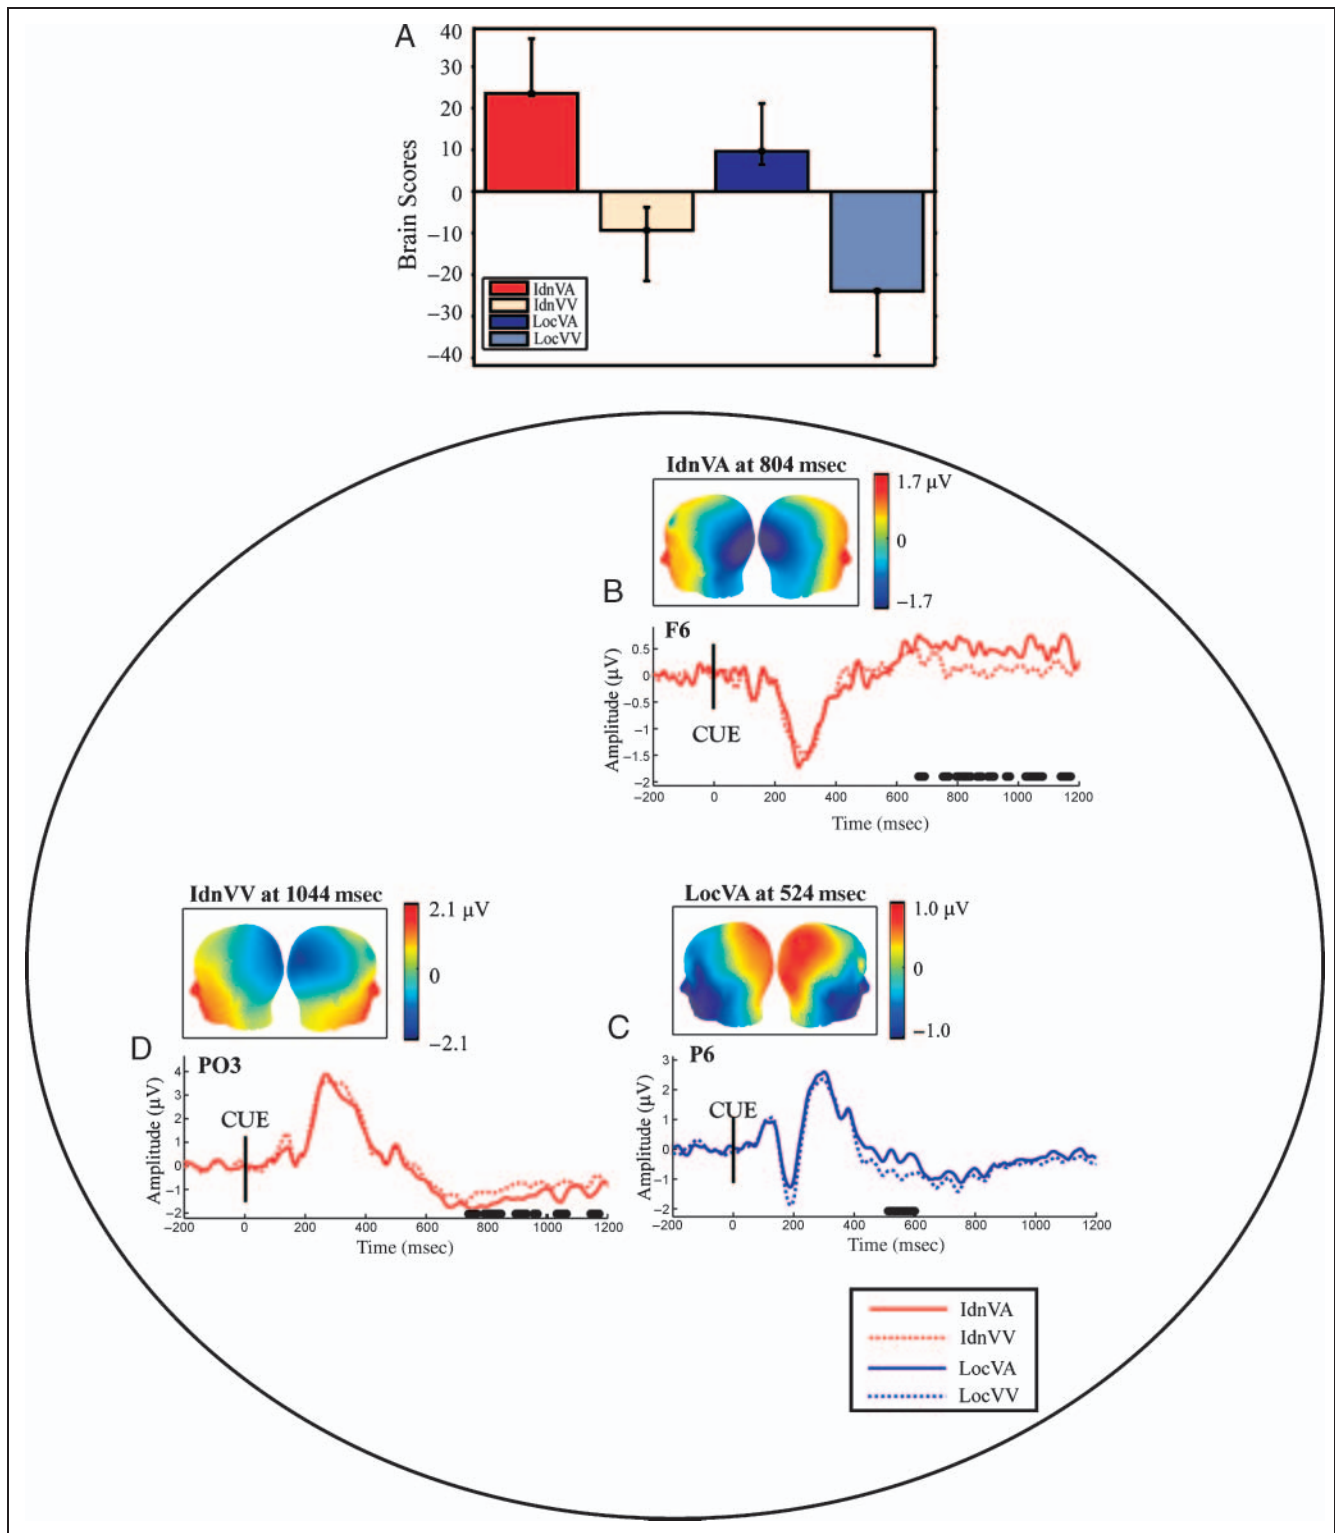 A
40
30
20
10
0
−10
−20
−30
−40
Brain Scores
IdnVA
IdnVV
LocVA
LocVV
IdnVA at 804 msec
1.7 µV
0
−1.7
B
F6
0.5
0
−0.5
−1
−1.5
−2
Amplitude (µV)
CUE
−200 0 200 400 600 800 1000 1200
Time (msec)
IdnVV at 1044 msec
2.1 µV
0
−2.1
D
PO3
4
3
2
1
0
−1
−2
Amplitude (µV)
CUE
−200 0 200 400 600 800 1000 1200
Time (msec)
LocVA at 524 msec
1.0 µV
0
−1.0
C
P6
3
2
1
0
−1
−2
Amplitude (µV)
CUE
−200 0 200 400 600 800 1000 1200
Time (msec)
IdnVA
IdnVV
LocVA
LocVV